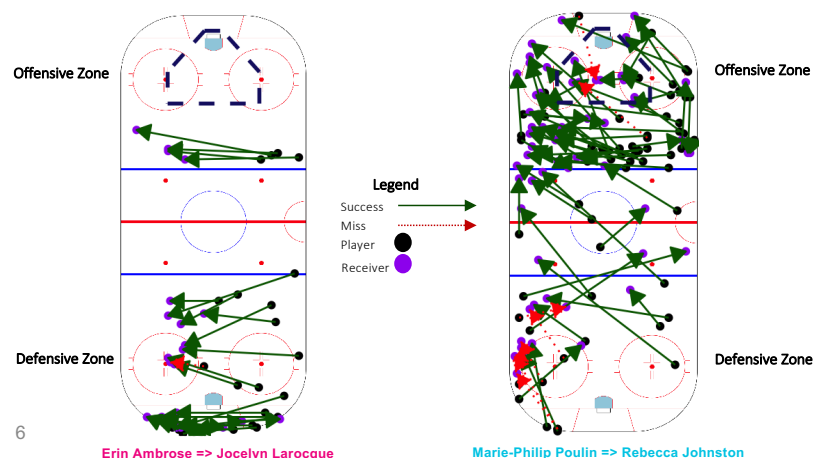 Offensive Zone
Offensive Zone
Legend
Success
Miss
Player
Receiver
Defensive Zone
Defensive Zone
6
Erin Ambrose => Jocelyn Larocque
Marie-Philip Poulin => Rebecca Johnston